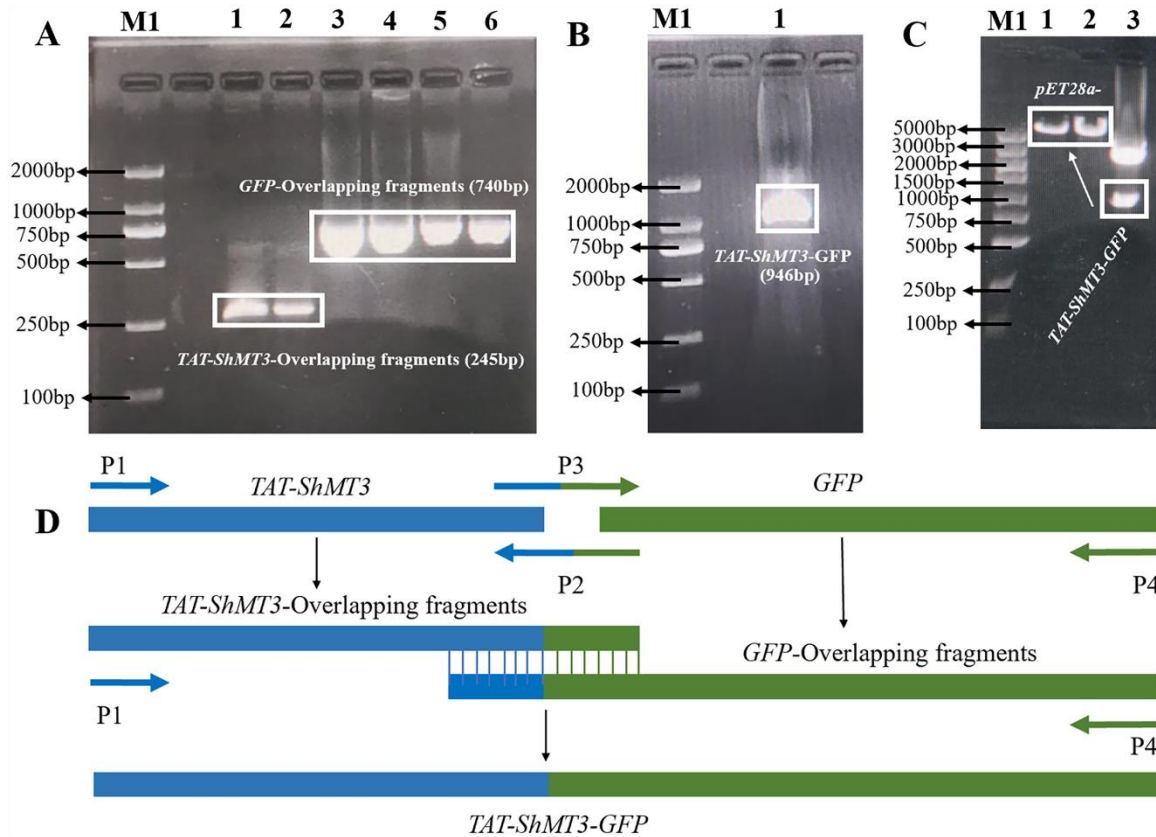 A
M1
1
2
3
4
5
6
2000bp
1000bp
750bp
500bp
250bp
100bp
GFP-Overlapping fragments (740bp)
TAT-ShMT3-Overlapping fragments (245bp)
B
M1
1
2000bp
1000bp
750bp
500bp
250bp
100bp
TAT-ShMT3-GFP
(946bp)
C
M1
1
2
3
pET28a-
5000bp
3000bp
2000bp
1500bp
1000bp
750bp
500bp
250bp
100bp
TAT-ShMT3-GFP
D
P1
TAT-ShMT3
P3
GFP
P2
P4
TAT-ShMT3-Overlapping fragments
GFP-Overlapping fragments
P1
P4
TAT-ShMT3-GFP